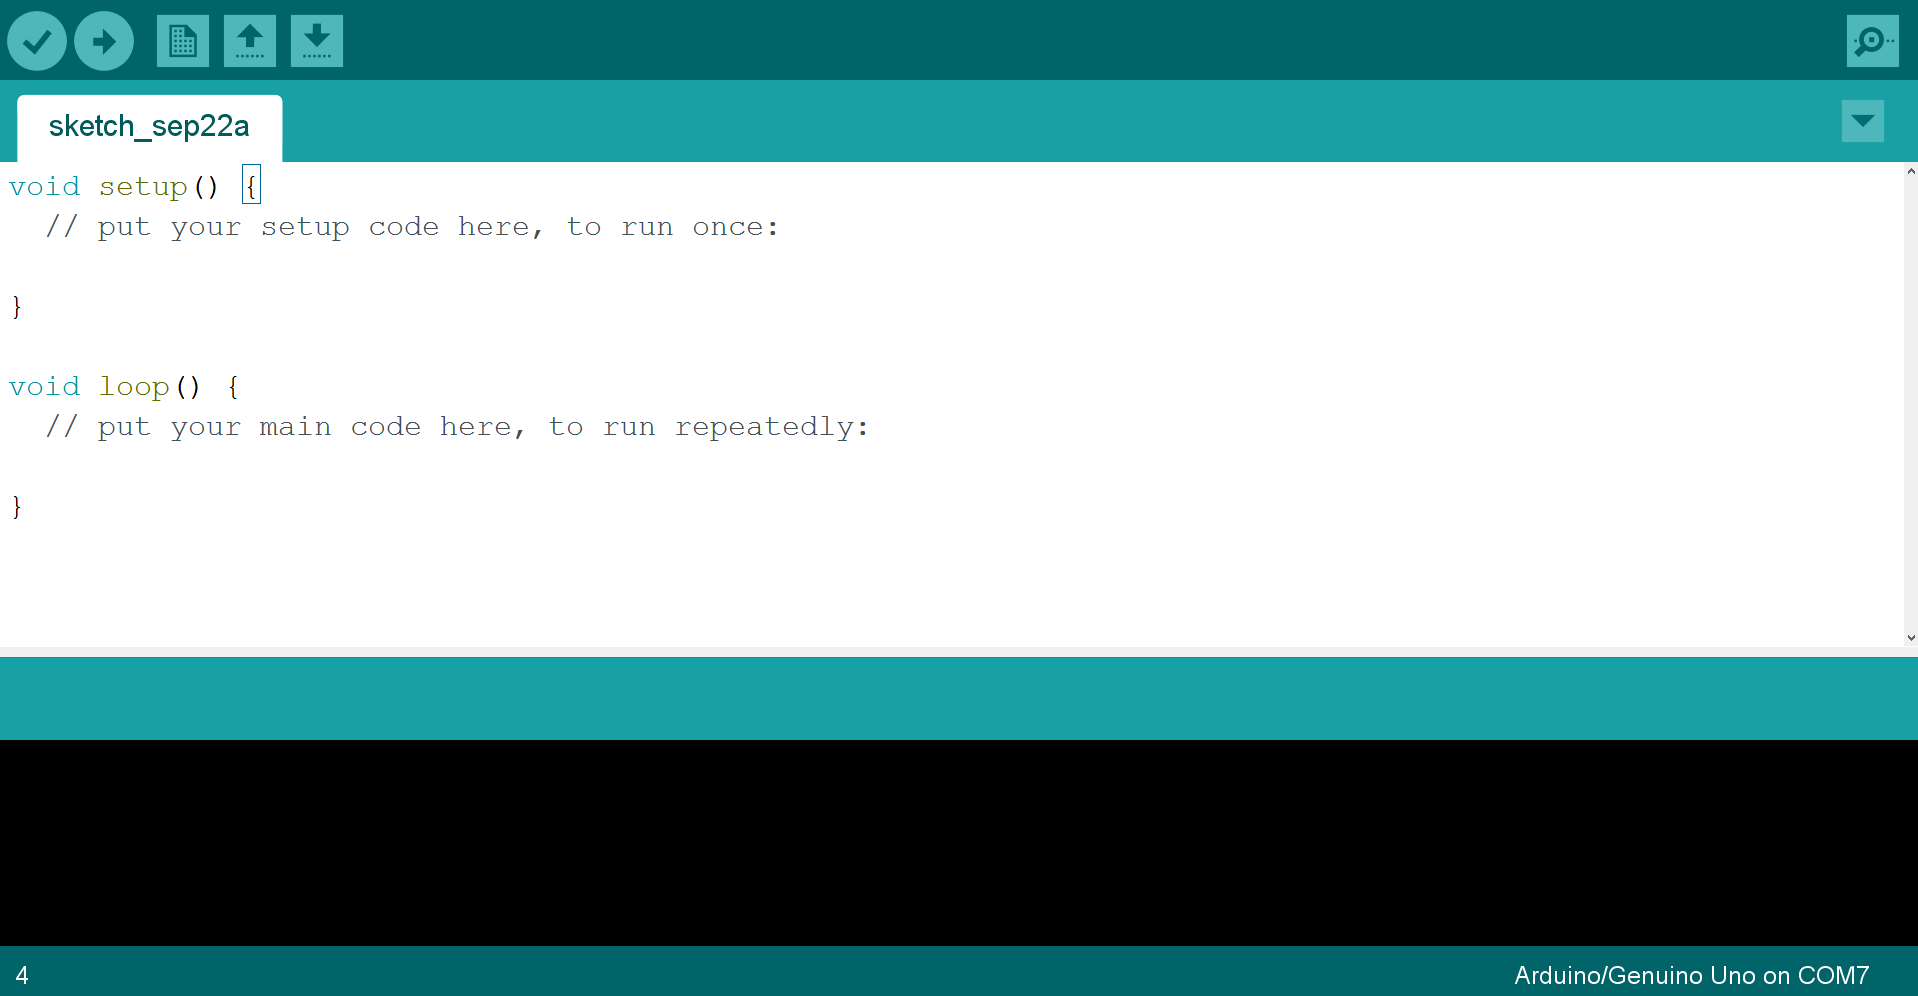 sketch_sep22a
void setup() {
  // put your setup code here, to run once:
}
void loop() {
  // put your main code here, to run repeatedly:
}
4
Arduino/Genuino Uno on COM7